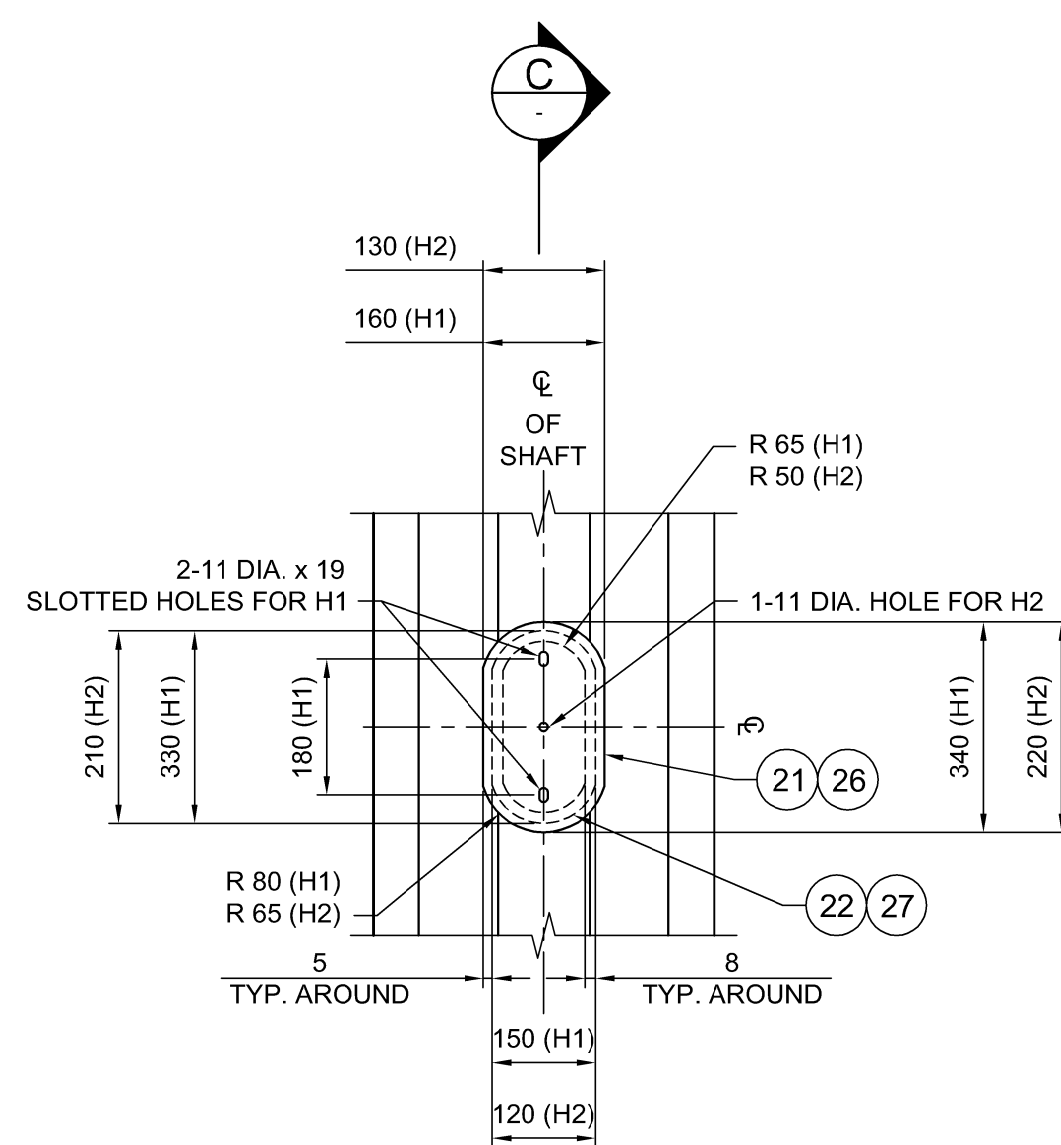 C
-
130 (H2)
160 (H1)
℄
OF
SHAFT
R 65 (H1)
R 50 (H2)
2-11 DIA. x 19
SLOTTED HOLES FOR H1
1-11 DIA. HOLE FOR H2
210 (H2)
330 (H1)
180 (H1)
℄
340 (H1)
220 (H2)
21 26
R 80 (H1)
R 65 (H2)
22 27
5
TYP. AROUND
8
TYP. AROUND
150 (H1)
120 (H2)